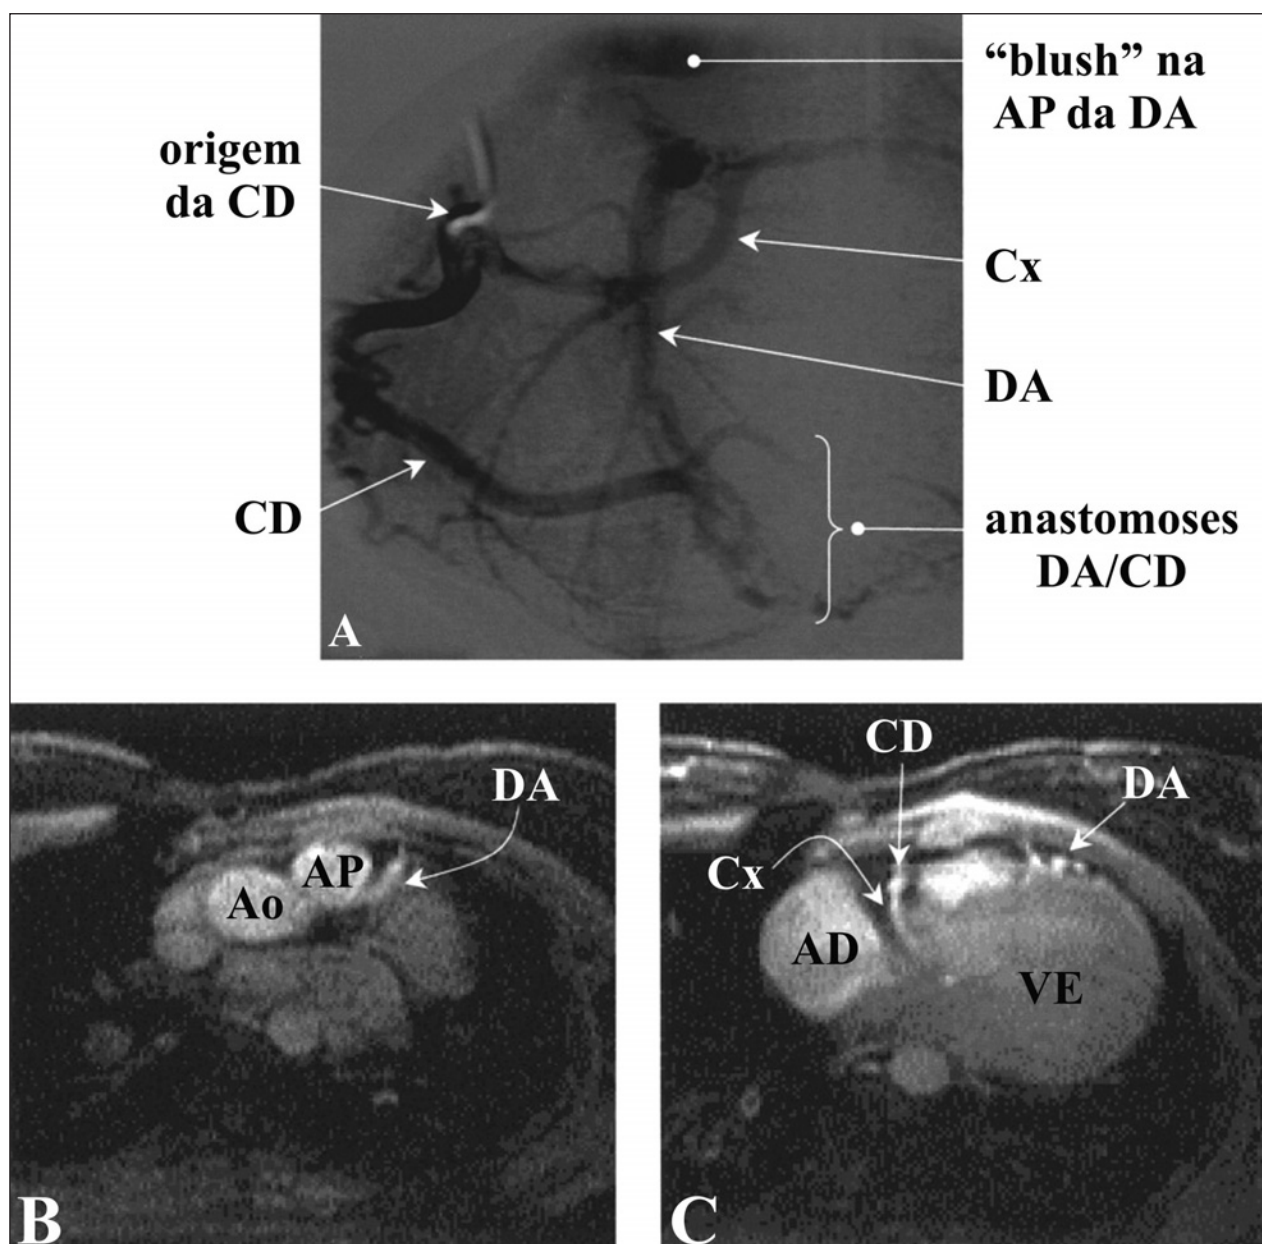 “blush” na
AP da DA
origem
da CD
Cx
DA
CD
anastomoses
DA/CD
A
DA
AP
Ao
B
CD
DA
Cx
AD
VE
C